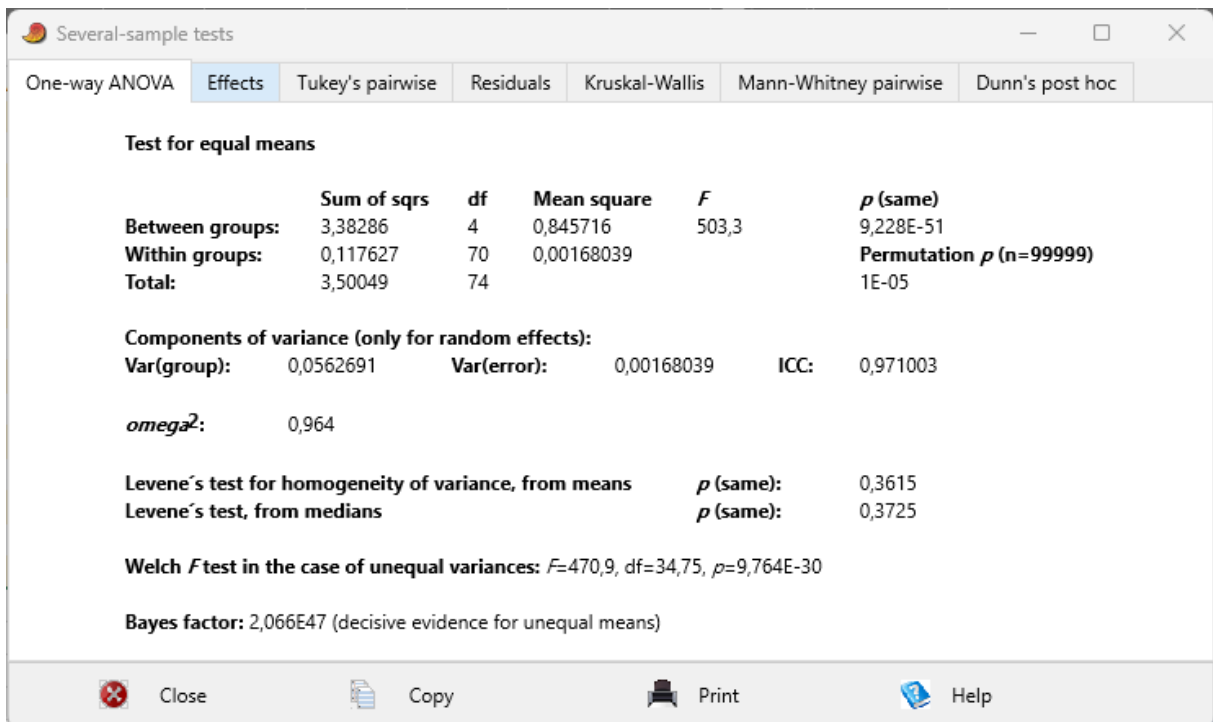 Several-sample tests
One-way ANOVA Effects Tukey's pairwise Residuals Kruskal-Wallis Mann-Whitney pairwise Dunn's post hoc
Test for equal means
Sum of sqrs df Mean square F p (same)
Between groups: 3,38286 4 0,845716 503,3 9,228E-51
Within groups: 0,117627 70 0,00168039 Permutation p (n=99999)
Total: 3,50049 74 1E-05
Components of variance (only for random effects):
Var(group): 0,0562691 Var(error): 0,00168039 ICC: 0,971003
omega2: 0,964
Levene´s test for homogeneity of variance, from means p (same): 0,3615
Levene´s test, from medians p (same): 0,3725
Welch F test in the case of unequal variances: F=470,9, df=34,75, p=9,764E-30
Bayes factor: 2,066E47 (decisive evidence for unequal means)
Close Copy Print Help